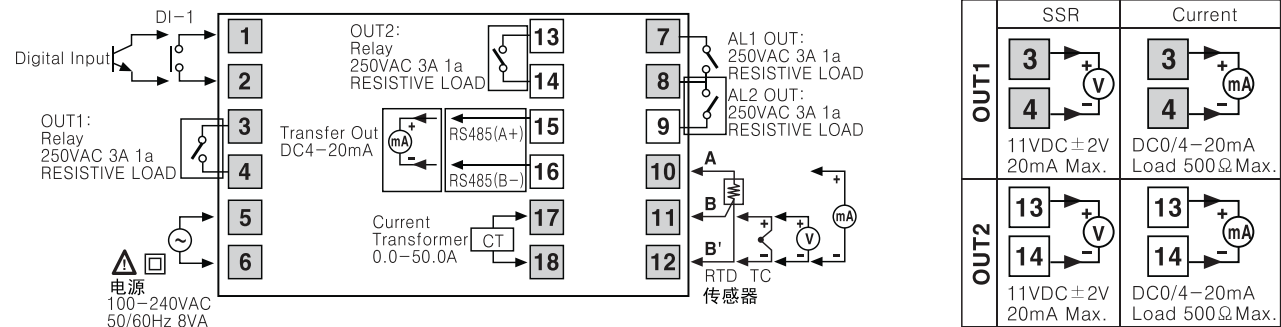 DI-1
Digital Input
1
2
OUT1:
Relay
250VAC 3A 1a
RESISTIVE LOAD
3
4
5
6
~
电源
100-240VAC
50/60Hz 8VA
OUT2:
Relay
250VAC 3A 1a
RESISTIVE LOAD
13
14
Transfer Out
DC4-20mA
+
mA
-
RS485(A+)
RS485(B-)
15
16
Current
Transformer
0.0-50.0A
CT
17
18
7
8
9
10
11
12
AL1 OUT:
250VAC 3A 1a
RESISTIVE LOAD
AL2 OUT:
250VAC 3A 1a
RESISTIVE LOAD
A
B
B'
+ + +
V mA
- - -
RTD TC
传感器
SSR Current
OUT1
3 + V
4 -
11VDC±2V
20mA Max.
3 + mA
4 -
DC0/4-20mA
Load 500ΩMax.
OUT2
13 + V
14 -
11VDC±2V
20mA Max.
13 + mA
14 -
DC0/4-20mA
Load 500ΩMax.